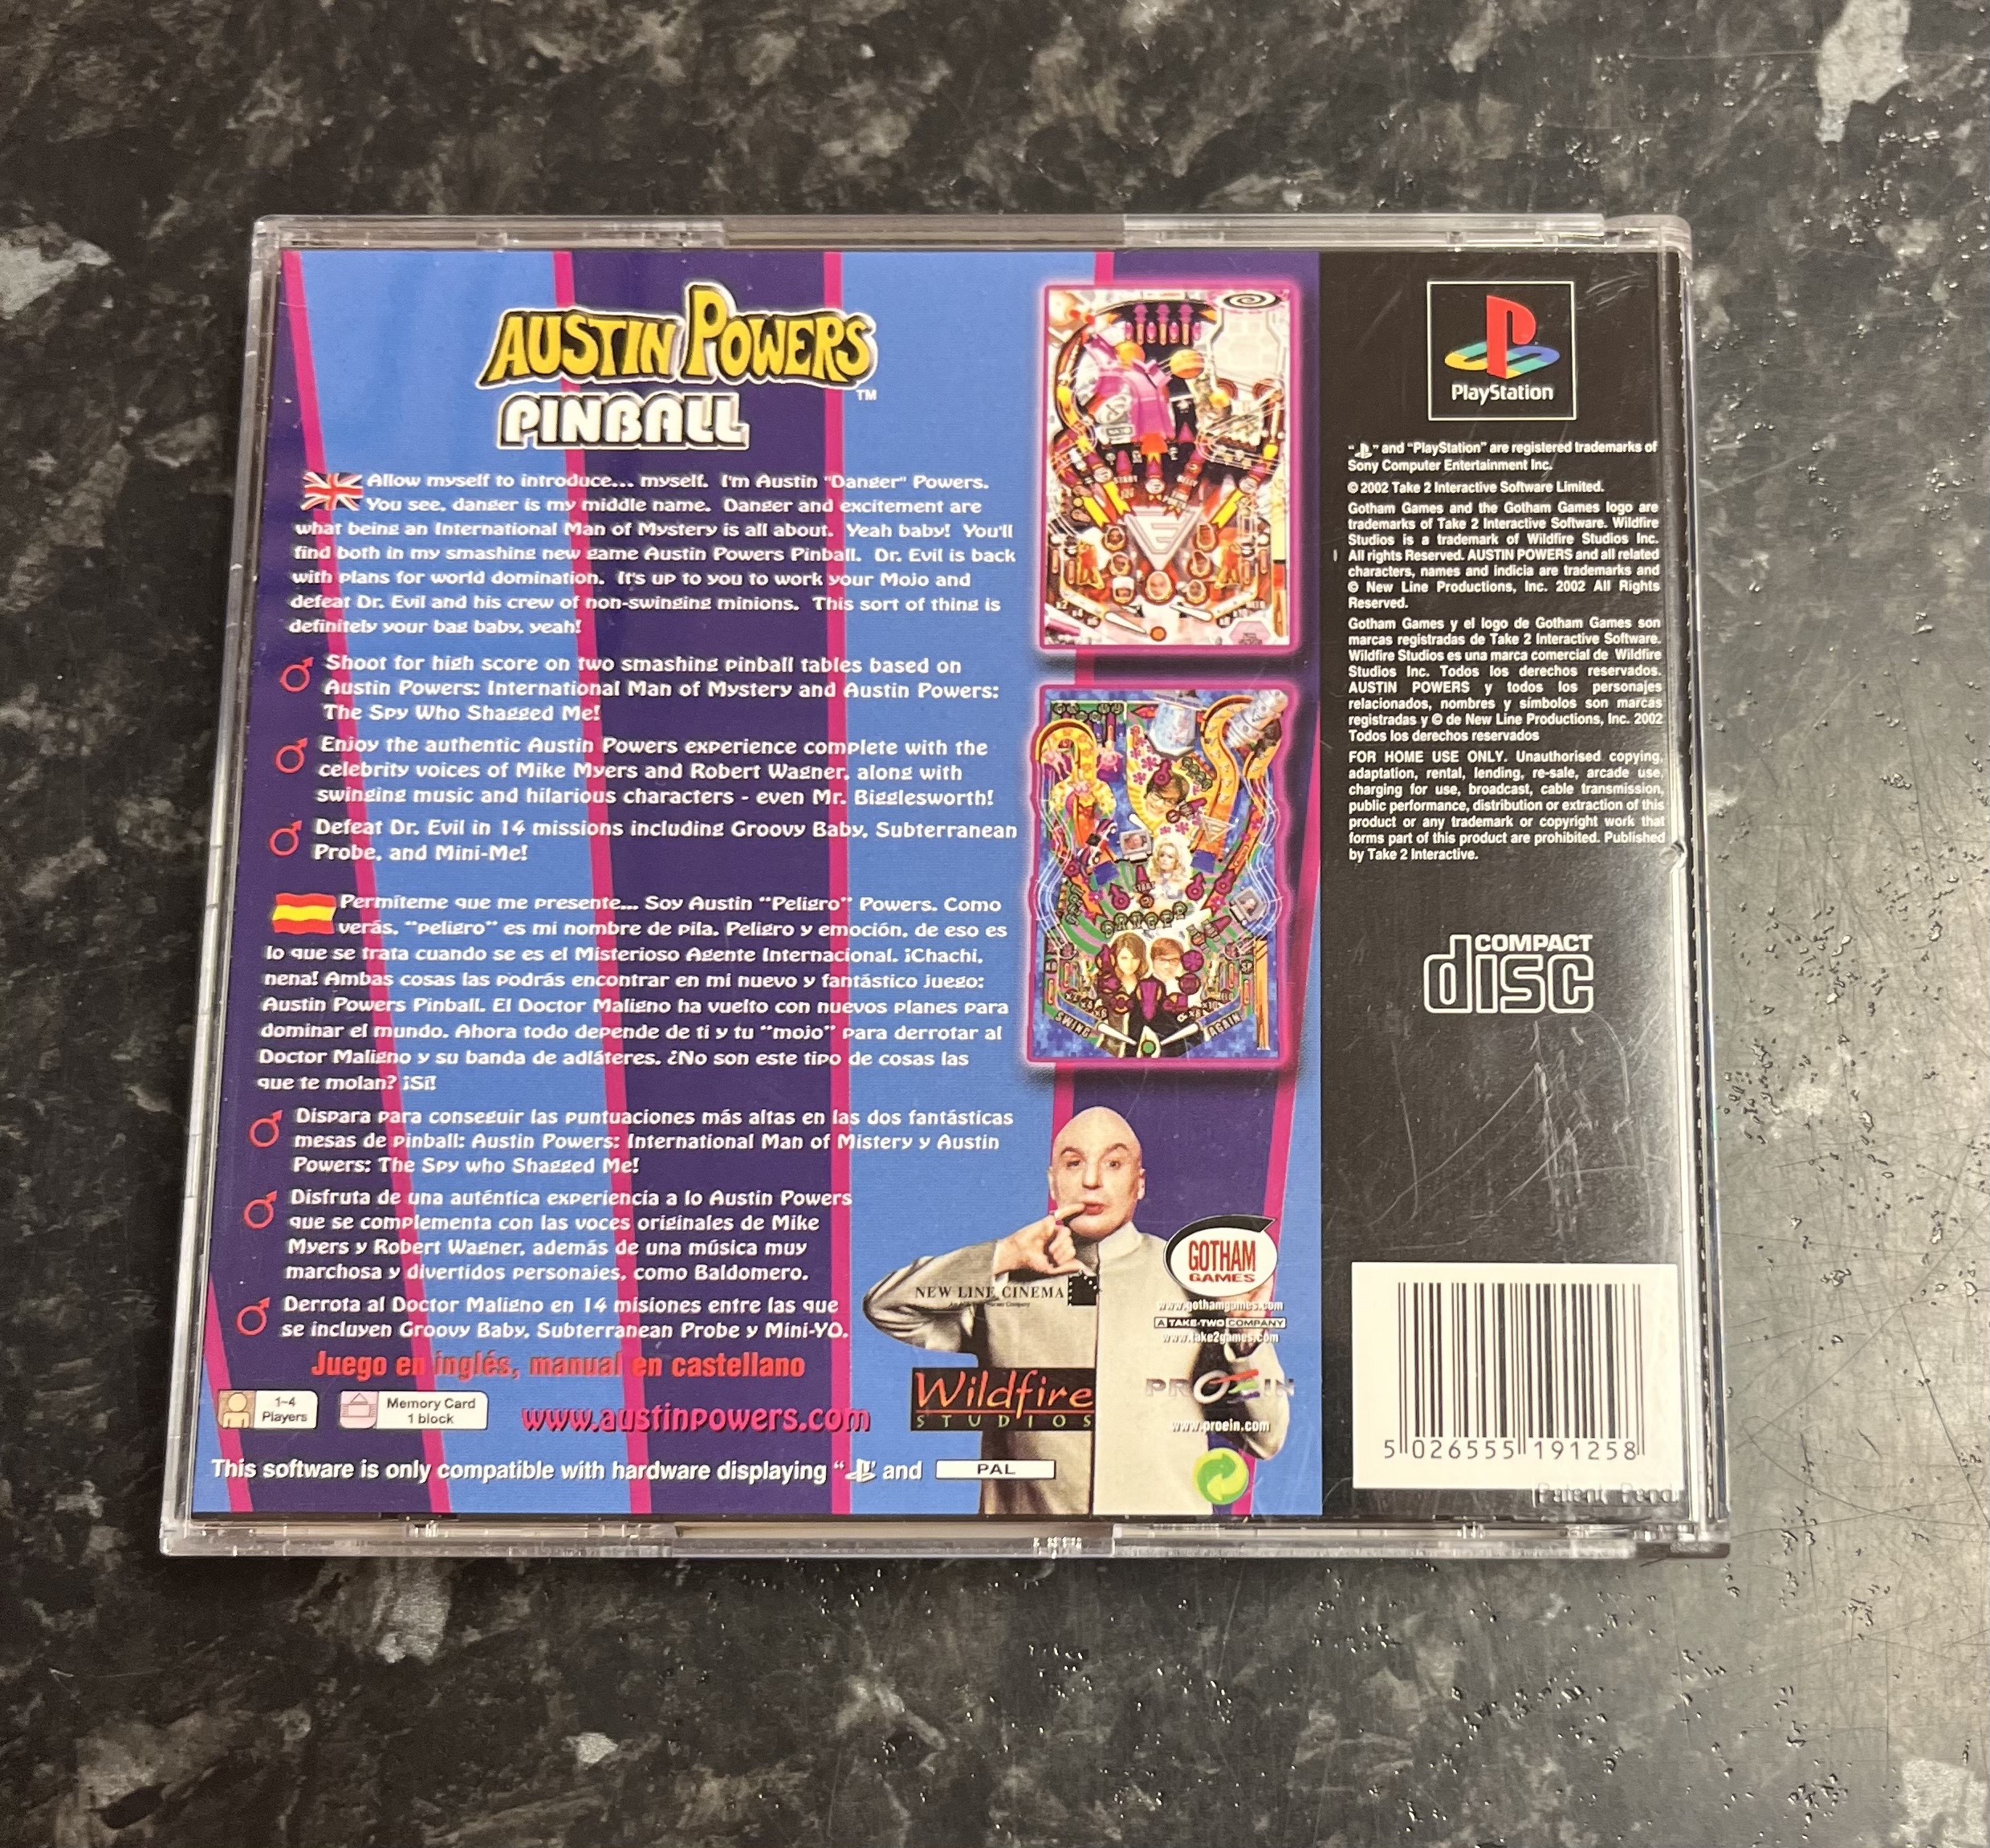 AUSTIN POWERS
TM
PINBALL
Allow myself to introduce... myself. I'm Austin "Danger" Powers.
You see, danger is my middle name. Danger and excitement are
what being an International Man of Mystery is all about. Yeah baby! You'll
find both in my smashing new game Austin Powers Pinball. Dr. Evil is back
with plans for world domination. It's up to you to work your Mojo and
defeat Dr. Evil and his crew of non-swinging minions. This sort of thing is
definitely your bag baby, yeah!
Shoot for high score on two smashing pinball tables based on
Austin Powers: International Man of Mystery and Austin Powers:
The Spy Who Shagged Me!
Enjoy the authentic Austin Powers experience complete with the
celebrity voices of Mike Myers and Robert Wagner, along with
swinging music and hilarious characters - even Mr. Bigglesworth!
Defeat Dr. Evil in 14 missions including Groovy Baby, Subterranean
Probe, and Mini-Me!
Permíteme que me presente... Soy Austin "Peligro" Powers. Como
verás, "peligro" es mi nombre de pila. Peligro y emoción, de eso es
lo que se trata cuando se es el Misterioso Agente Internacional. ¡Chachi,
nena! Ambas cosas las podrás encontrar en mi nuevo y fantástico juego:
Austin Powers Pinball. El Doctor Maligno ha vuelto con nuevos planes para
dominar el mundo. Ahora todo depende de ti y tu "mojo" para derrotar al
Doctor Maligno y su banda de adláteres. ¿No son este tipo de cosas las
que te molan? ¡Sí!
Dispara para conseguir las puntuaciones más altas en las dos fantásticas
mesas de pinball: Austin Powers: International Man of Mistery y Austin
Powers: The Spy who Shagged Me!
Disfruta de una auténtica experiencia a lo Austin Powers
que se complementa con las voces originales de Mike
Myers y Robert Wagner, además de una música muy
marchosa y divertidos personajes, como Baldomero.
Derrota al Doctor Maligno en 14 misiones entre las que
se incluyen Groovy Baby, Subterranean Probe y Mini-YO.
Juego en inglés, manual en castellano
1-4
Players
Memory Card
1 block
www.austinpowers.com
This software is only compatible with hardware displaying "PS" and PAL
SWING
AGAIN
NEW LINE CINEMA
Wildfire
STUDIOS
GOTHAM
GAMES
www.gothamgames.com
A TAKE-TWO COMPANY
www.take2games.com
PROEIN
www.proein.com
PlayStation
"PS" and "PlayStation" are registered trademarks of
Sony Computer Entertainment Inc.
© 2002 Take 2 Interactive Software Limited.
Gotham Games and the Gotham Games logo are
trademarks of Take 2 Interactive Software. Wildfire
Studios is a trademark of Wildfire Studios Inc.
All rights Reserved. AUSTIN POWERS and all related
characters, names and indicia are trademarks and
© New Line Productions, Inc. 2002 All Rights
Reserved.
Gotham Games y el logo de Gotham Games son
marcas registradas de Take 2 Interactive Software.
Wildfire Studios es una marca comercial de Wildfire
Studios Inc. Todos los derechos reservados.
AUSTIN POWERS y todos los personajes
relacionados, nombres y símbolos son marcas
registradas y © de New Line Productions, Inc. 2002
Todos los derechos reservados
FOR HOME USE ONLY. Unauthorised copying,
adaptation, rental, lending, re-sale, arcade use,
charging for use, broadcast, cable transmission,
public performance, distribution or extraction of this
product or any trademark or copyright work that
forms part of this product are prohibited. Published
by Take 2 Interactive.
COMPACT
disc
5 026555 191258
Patent Pend